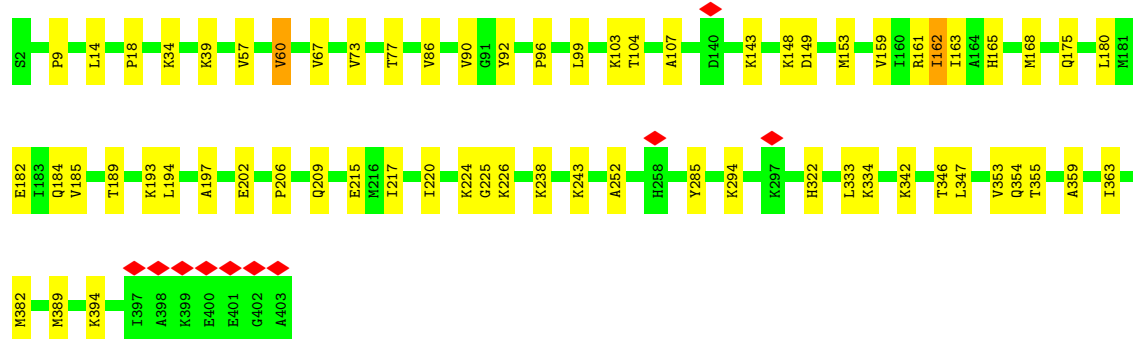 S2 P9 L14 P18 K34 K39 V57 V60 V67 V73 T77 V86 V90 G91 Y92 P96 L99 K103 T104 A107 D140 K143 K148 D149 M153 V159 I160 R161 I162 I163 A164 H165 M168 Q175 L180 M181
E182 I183 Q184 V185 T189 K193 L194 A197 E202 P206 Q209 E215 M216 I217 I220 K224 G225 K226 K238 K243 A252 H258 Y285 K294 K297 H322 L333 K334 K342 T346 L347 V353 Q354 T355 A359 I363
M382 M389 K394 I397 A398 K399 E400 E401 G402 A403